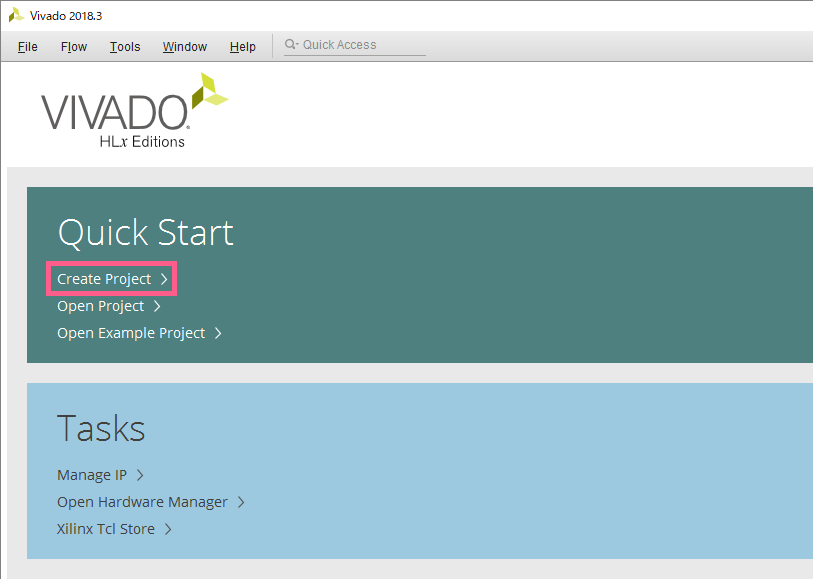 Vivado 2018.3
File Flow Tools Window Help Quick Access
VIVADO.
HLx Editions
Quick Start
Create Project
Open Project
Open Example Project
Tasks
Manage IP
Open Hardware Manager
Xilinx Tcl Store